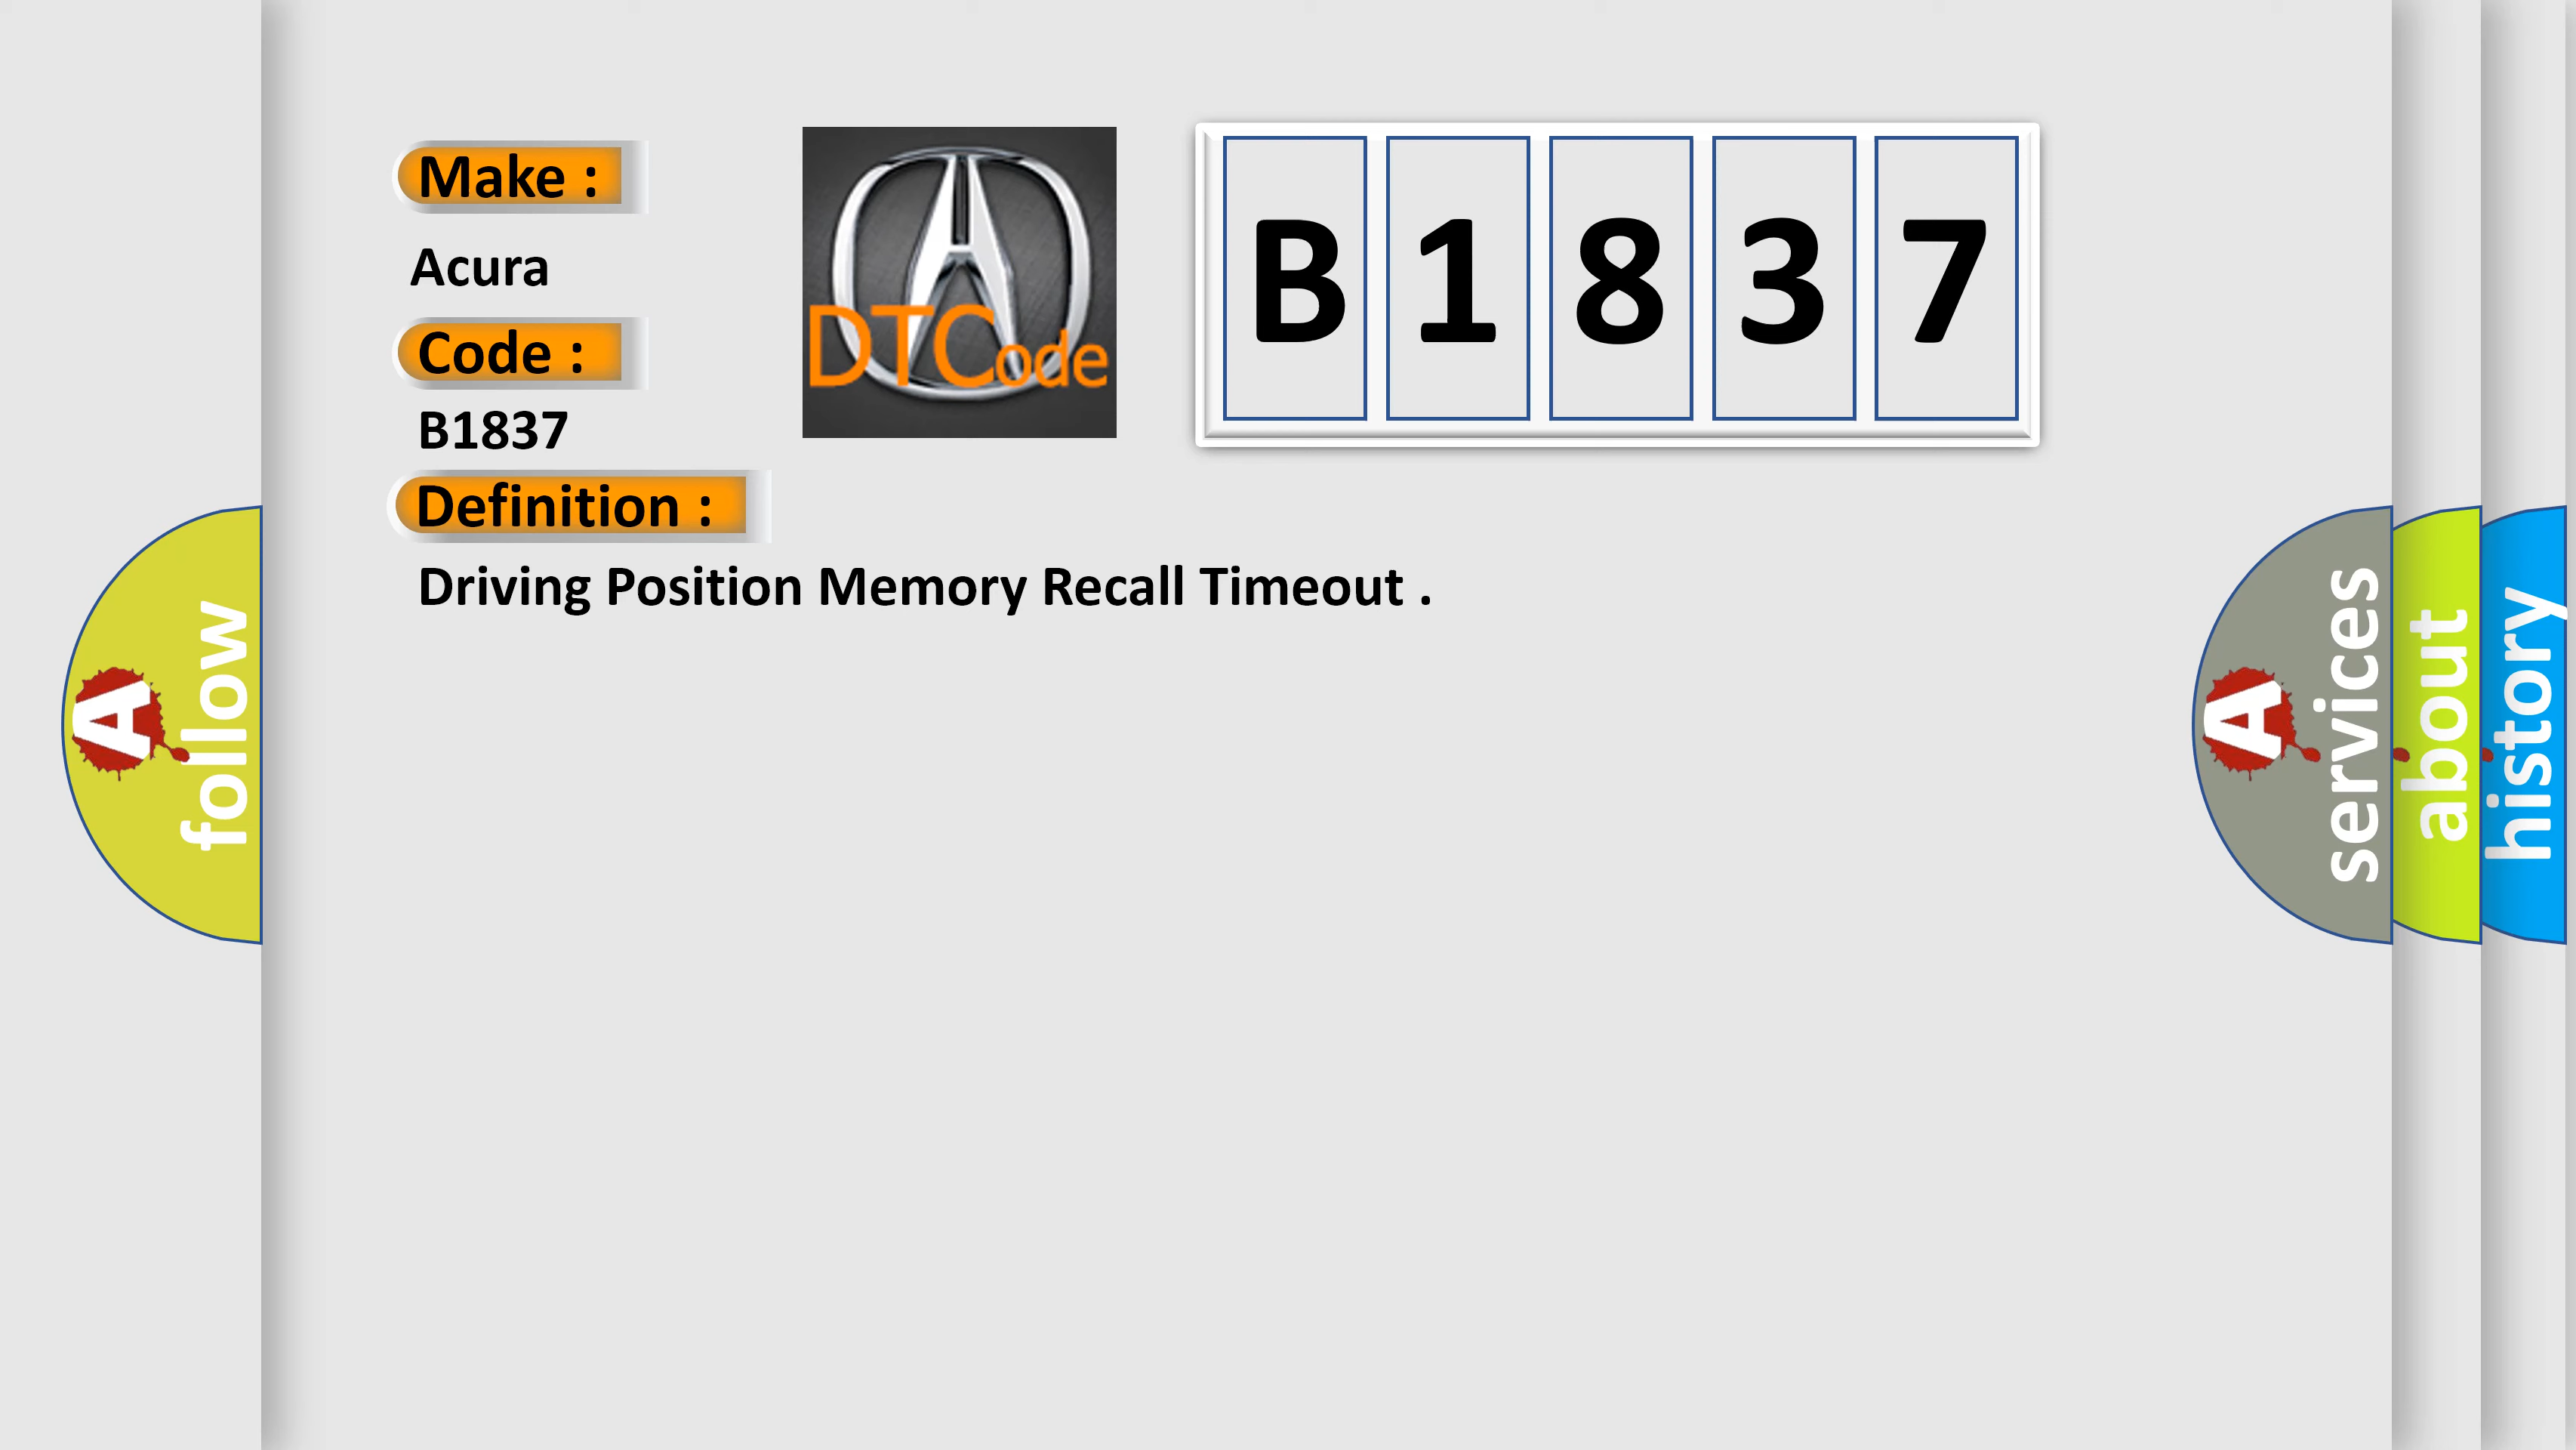 Make :
Acura
Code :
B1837
Definition :
Driving Position Memory Recall Timeout .
DTCode
B 1 8 3 7
A
follow
A
services
about
history